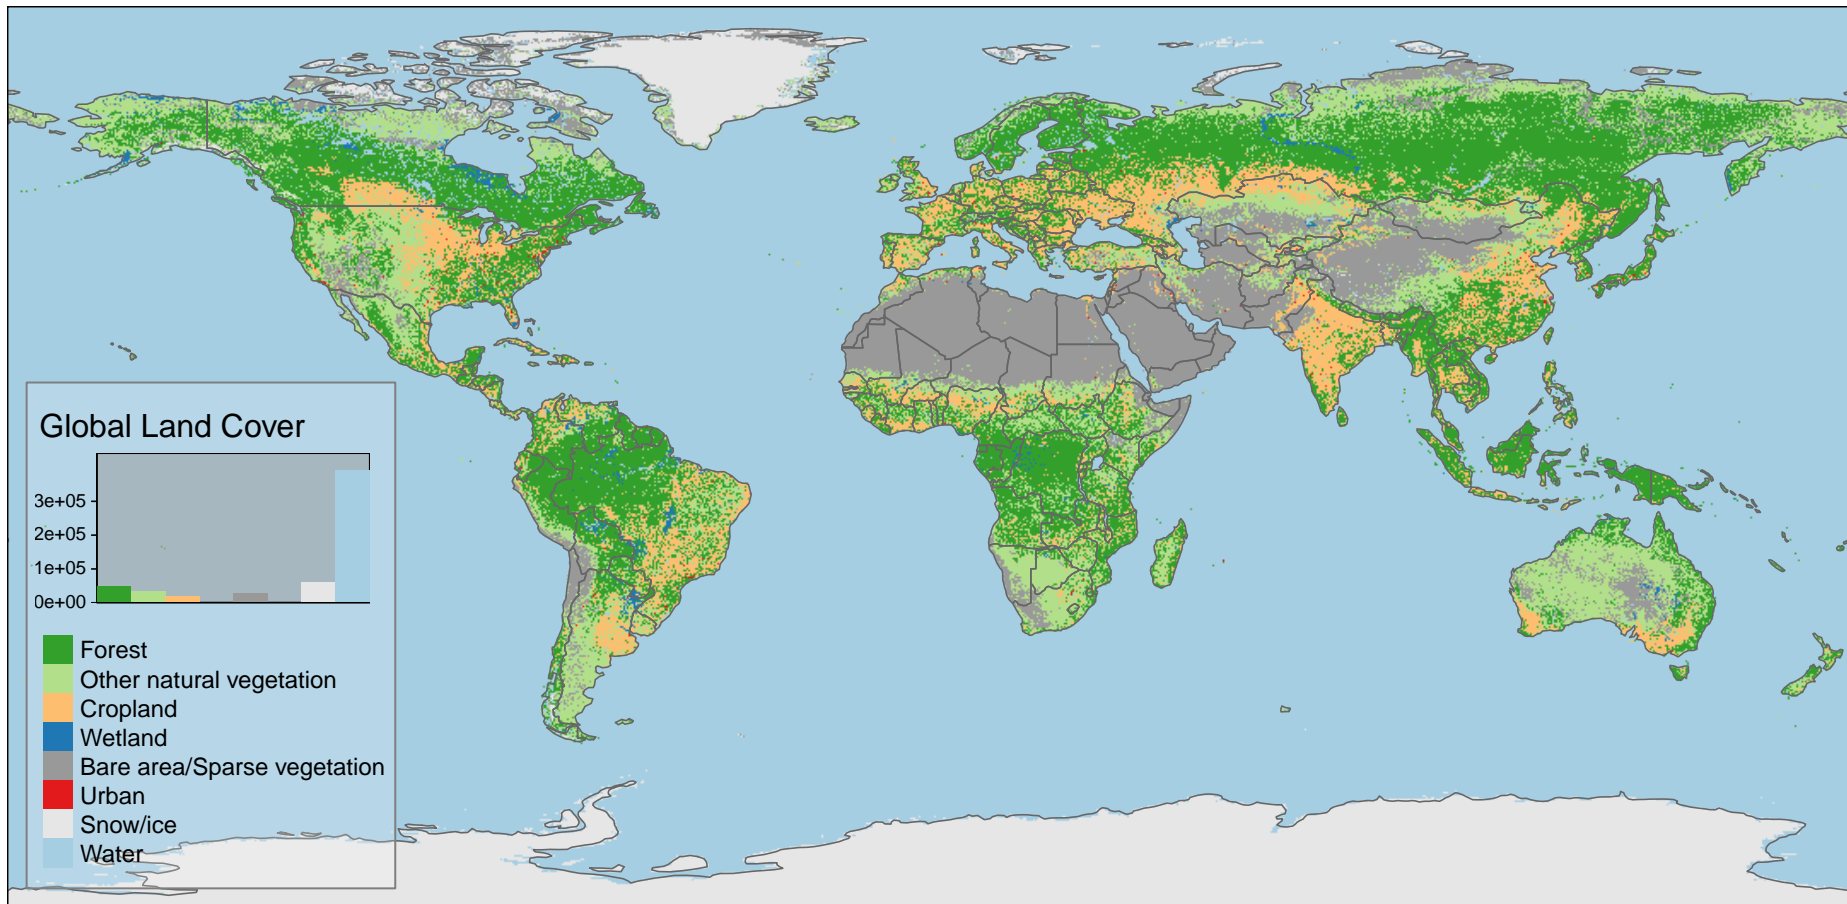 Global Land Cover
3e+05
2e+05
1e+05
0e+00
Forest
Other natural vegetation
Cropland
Wetland
Bare area/Sparse vegetation
Urban
Snow/ice
Water